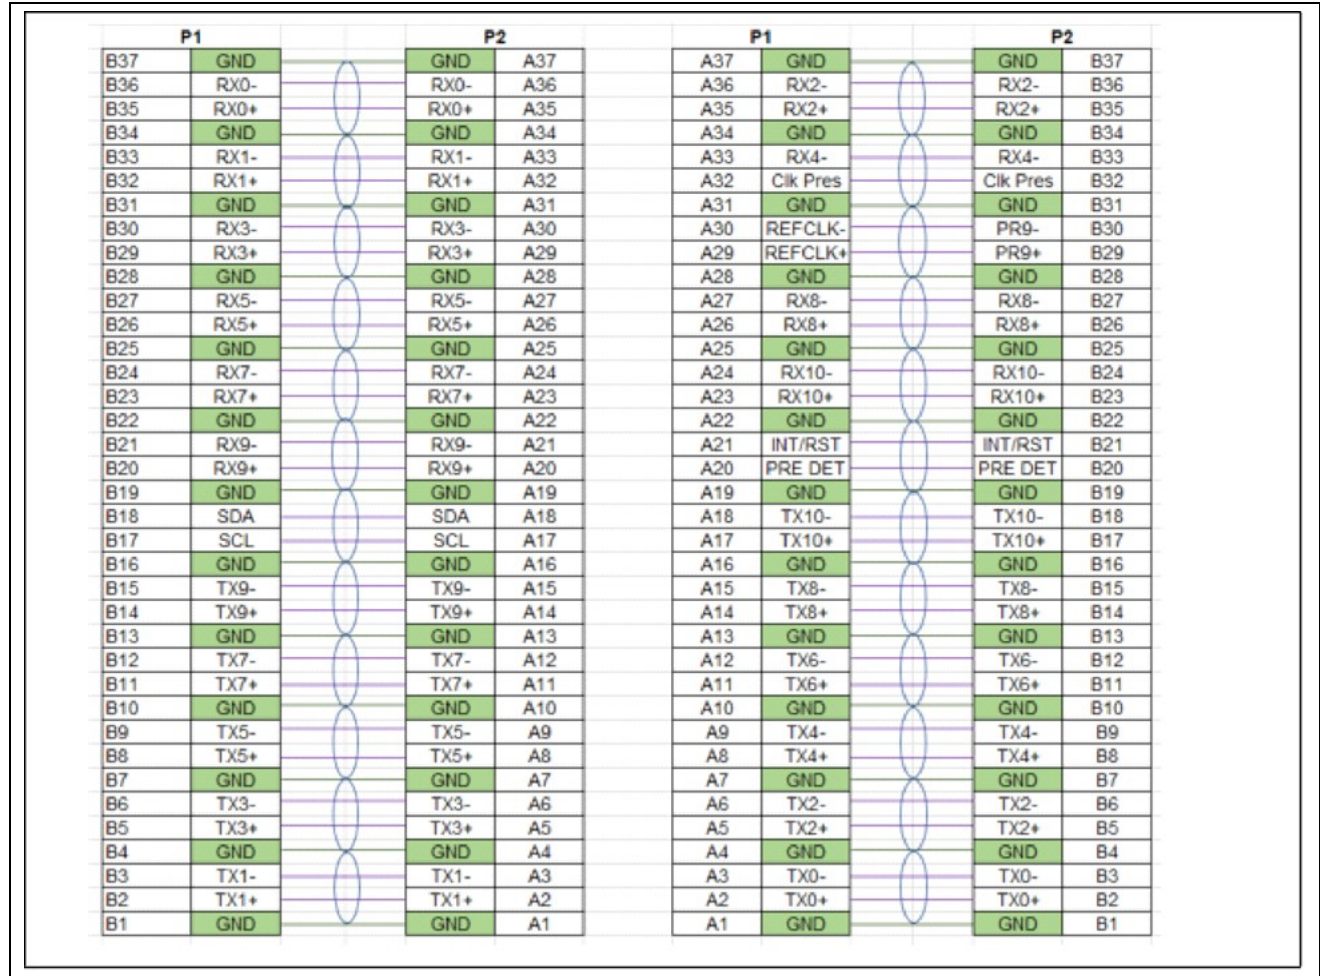 P1 P2 P1 P2
B37 GND GND A37 A37 GND GND B37
B36 RX0- RX0- A36 A36 RX2- RX2- B36
B35 RX0+ RX0+ A35 A35 RX2+ RX2+ B35
B34 GND GND A34 A34 GND GND B34
B33 RX1- RX1- A33 A33 RX4- RX4- B33
B32 RX1+ RX1+ A32 A32 Clk Pres Clk Pres B32
B31 GND GND A31 A31 GND GND B31
B30 RX3- RX3- A30 A30 REFCLK- PR9- B30
B29 RX3+ RX3+ A29 A29 REFCLK+ PR9+ B29
B28 GND GND A28 A28 GND GND B28
B27 RX5- RX5- A27 A27 RX8- RX8- B27
B26 RX5+ RX5+ A26 A26 RX8+ RX8+ B26
B25 GND GND A25 A25 GND GND B25
B24 RX7- RX7- A24 A24 RX10- RX10- B24
B23 RX7+ RX7+ A23 A23 RX10+ RX10+ B23
B22 GND GND A22 A22 GND GND B22
B21 RX9- RX9- A21 A21 INT/RST INT/RST B21
B20 RX9+ RX9+ A20 A20 PRE DET PRE DET B20
B19 GND GND A19 A19 GND GND B19
B18 SDA SDA A18 A18 TX10- TX10- B18
B17 SCL SCL A17 A17 TX10+ TX10+ B17
B16 GND GND A16 A16 GND GND B16
B15 TX9- TX9- A15 A15 TX8- TX8- B15
B14 TX9+ TX9+ A14 A14 TX8+ TX8+ B14
B13 GND GND A13 A13 GND GND B13
B12 TX7- TX7- A12 A12 TX6- TX6- B12
B11 TX7+ TX7+ A11 A11 TX6+ TX6+ B11
B10 GND GND A10 A10 GND GND B10
B9 TX5- TX5- A9 A9 TX4- TX4- B9
B8 TX5+ TX5+ A8 A8 TX4+ TX4+ B8
B7 GND GND A7 A7 GND GND B7
B6 TX3- TX3- A6 A6 TX2- TX2- B6
B5 TX3+ TX3+ A5 A5 TX2+ TX2+ B5
B4 GND GND A4 A4 GND GND B4
B3 TX1- TX1- A3 A3 TX0- TX0- B3
B2 TX1+ TX1+ A2 A2 TX0+ TX0+ B2
B1 GND GND A1 A1 GND GND B1